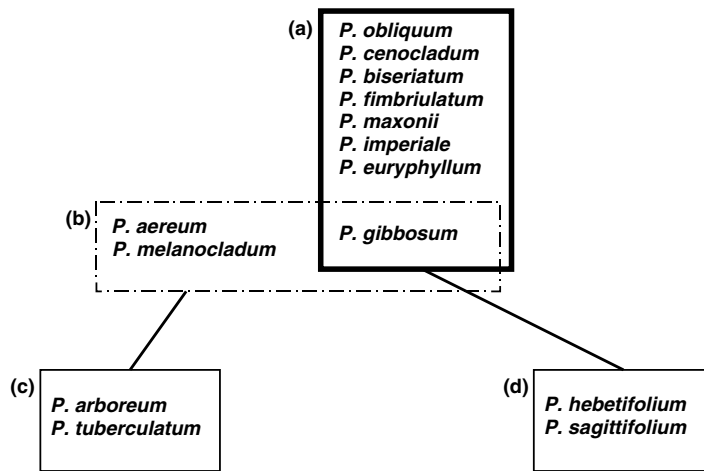 (a)
P. obliquum
P. cenocladum
P. biseriatum
P. fimbriulatum
P. maxonii
P. imperiale
P. euryphyllum
(b)
P. aereum
P. melanocladum
P. gibbosum
(c)
P. arboreum
P. tuberculatum
(d)
P. hebetifolium
P. sagittifolium